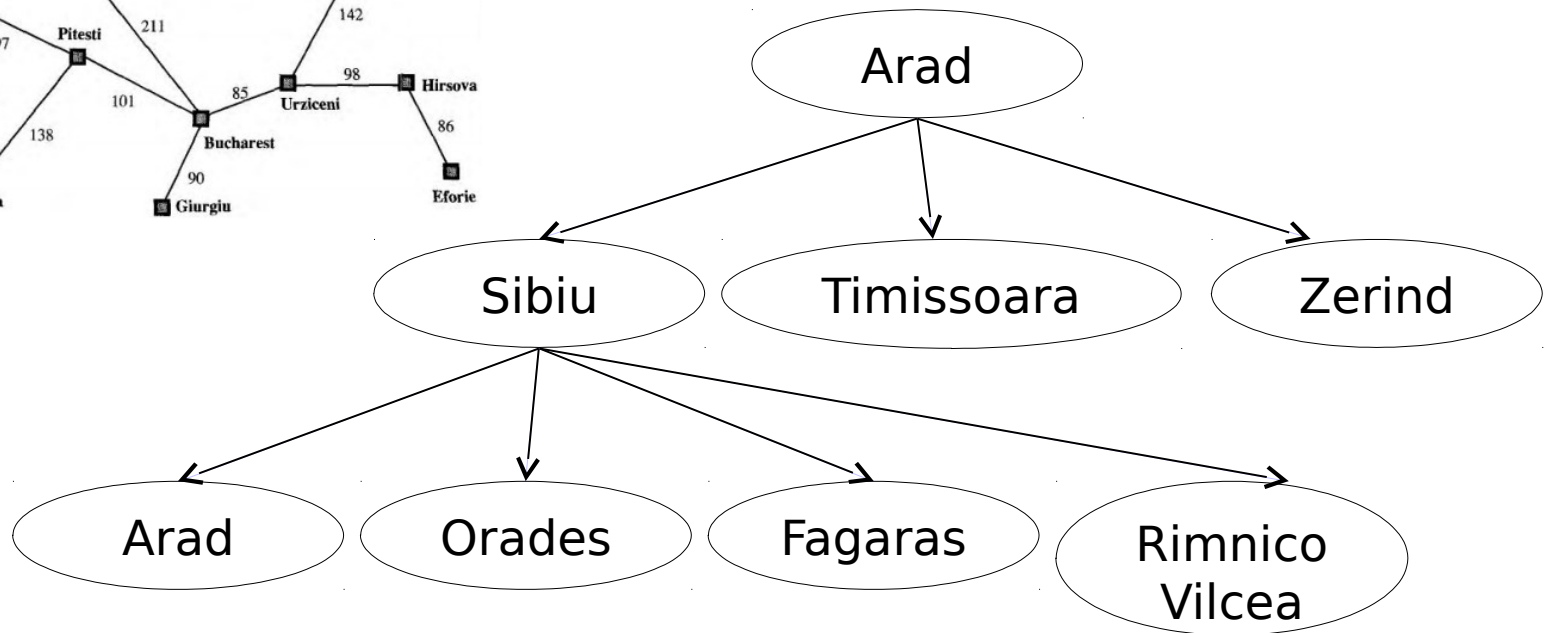 142
211
Pitesti
98
Hirsova
85
Urziceni
101
86
138
Bucharest
90
Eforie
Giurgiu
Arad
Sibiu
Timissoara
Zerind
Arad
Orades
Fagaras
Rimnico
Vilcea